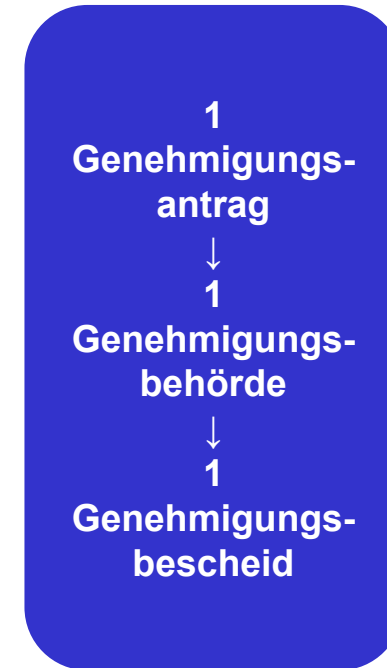 1
Genehmigungs-
antrag
↓
1
Genehmigungs-
behörde
↓
1
Genehmigungs-
bescheid